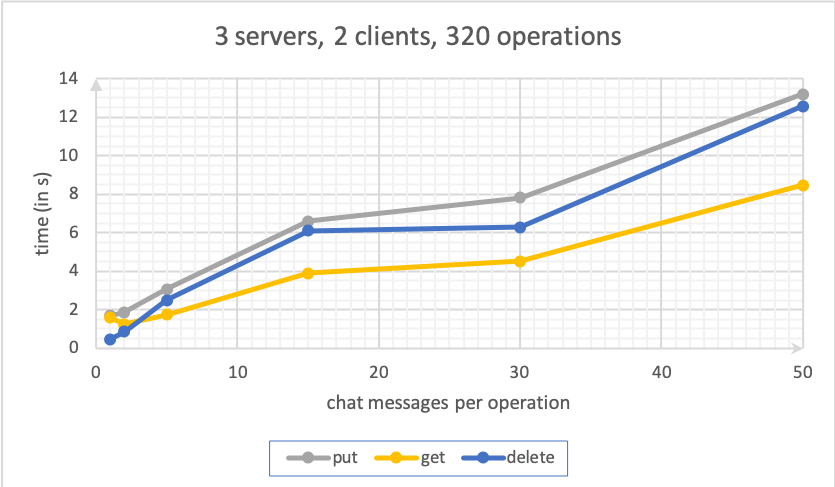 3 servers, 2 clients, 320 operations
14
12
10
8
6
4
2
0
time (in s)
0 10 20 30 40 50
chat messages per operation
put get delete